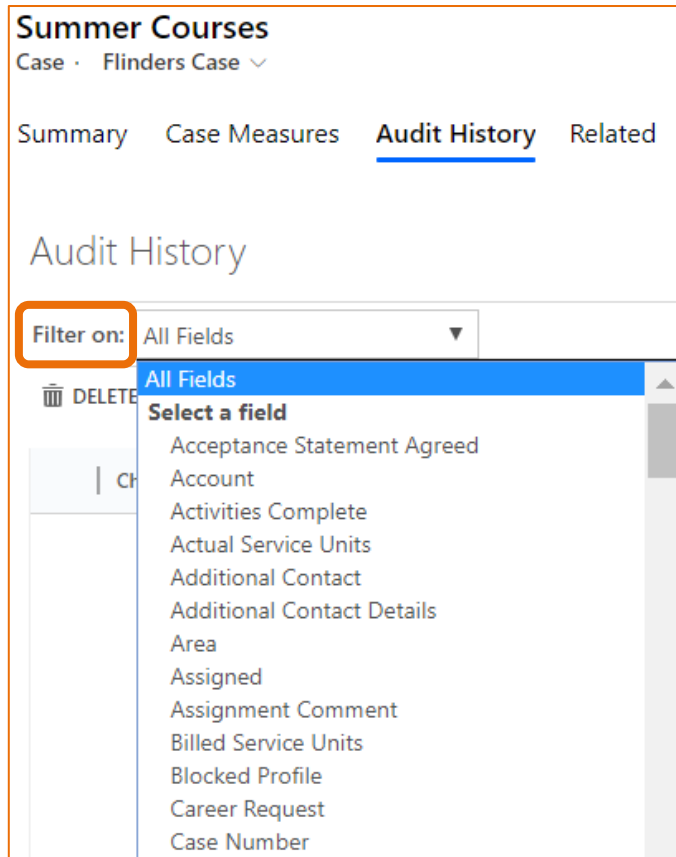 Summer Courses
Case · Flinders Case
Summary Case Measures Audit History Related
Audit History
Filter on: All Fields
All Fields
DELETE
Select a field
Acceptance Statement Agreed
Account
Activities Complete
Actual Service Units
Additional Contact
Additional Contact Details
Area
Assigned
Assignment Comment
Billed Service Units
Blocked Profile
Career Request
Case Number